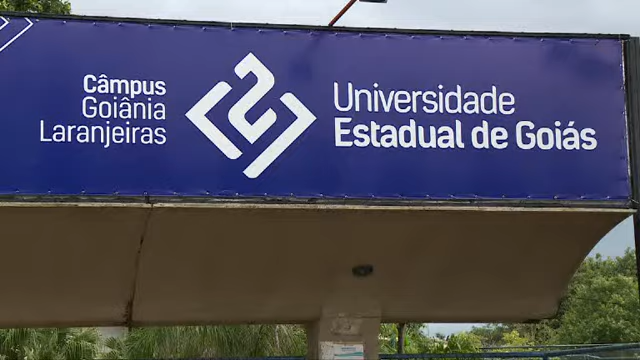 Câmpus
Goiânia
Laranjeiras
Universidade
Estadual de Goiás